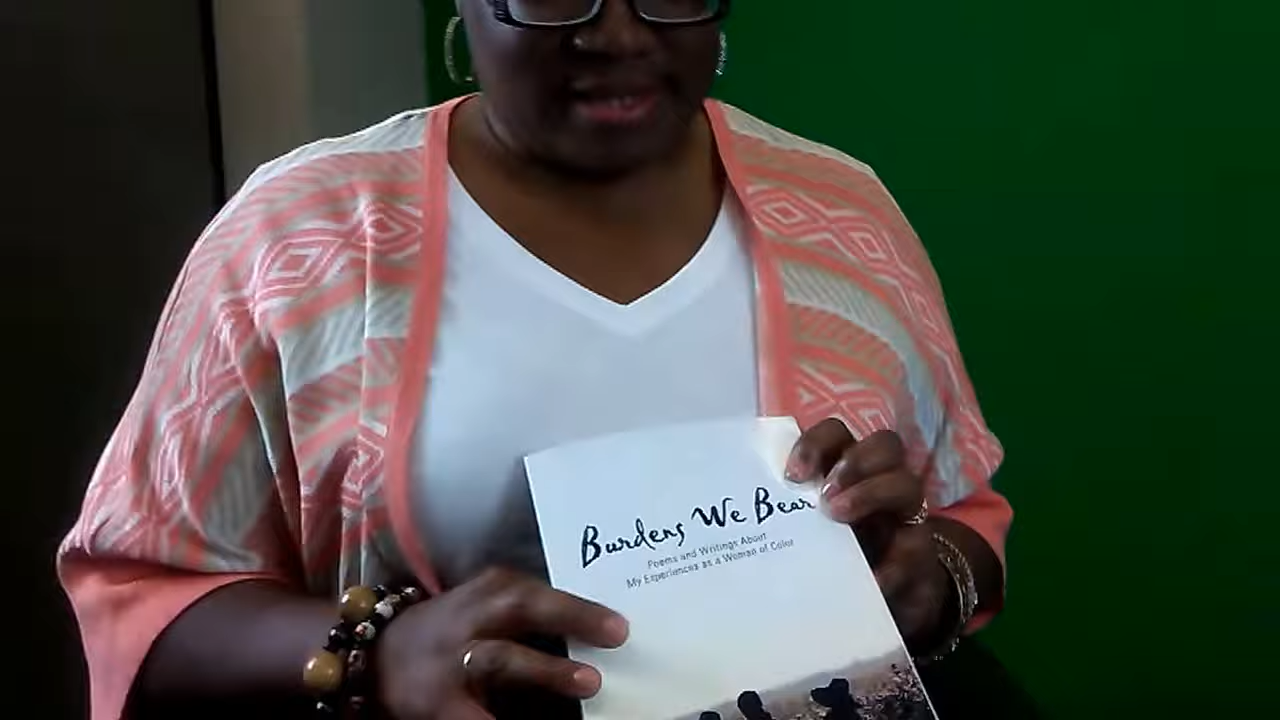 Burdens We Bear
Poems and Writings About
My Experiences as a Woman of Color